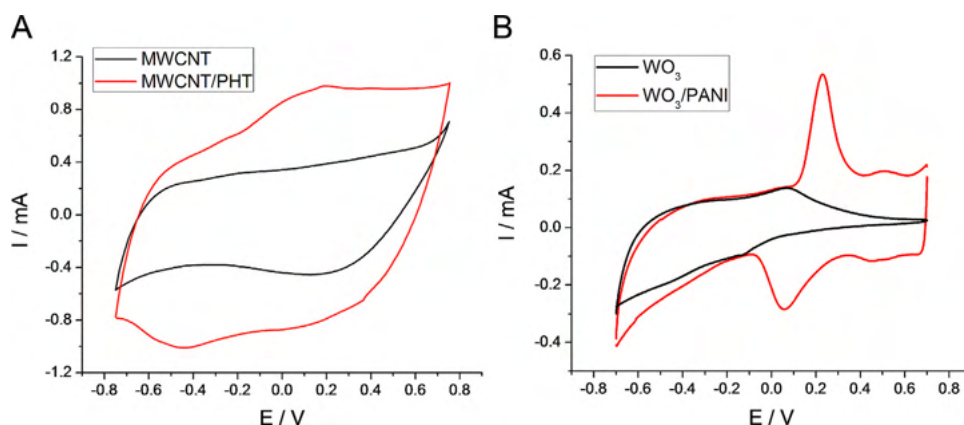 A
MWCNT
MWCNT/PHT
1.2
0.8
0.4
0.0
-0.4
-0.8
-1.2
I / mA
-0.8 -0.6 -0.4 -0.2 0.0 0.2 0.4 0.6 0.8
E / V
B
WO3
WO3/PANI
0.6
0.4
0.2
0.0
-0.2
-0.4
I / mA
-0.8 -0.6 -0.4 -0.2 0.0 0.2 0.4 0.6 0.8
E / V